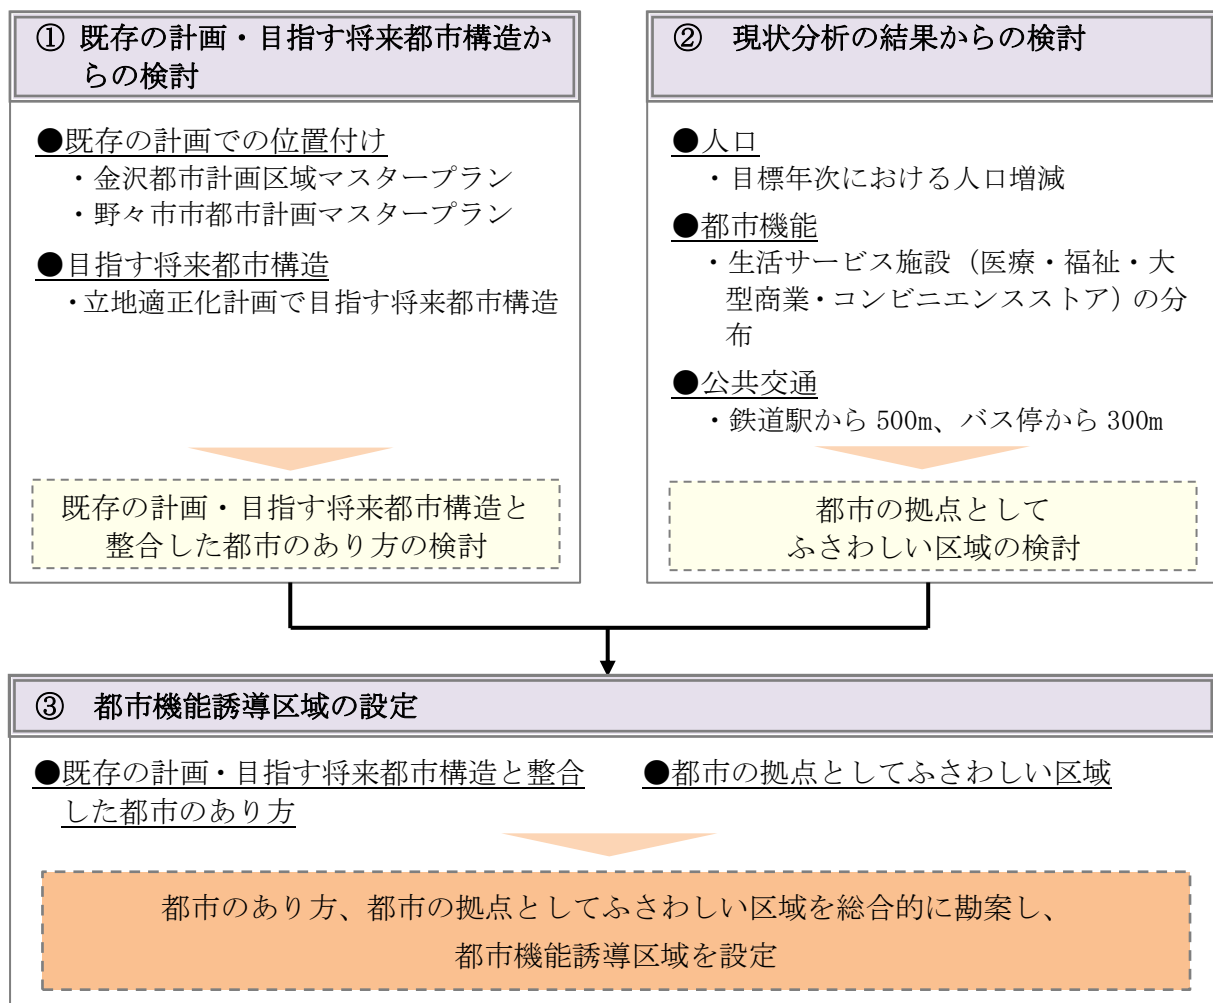 ① 既存の計画・目指す将来都市構造か
らの検討
●既存の計画での位置付け
・金沢都市計画区域マスタープラン
・野々市市都市計画マスタープラン
●目指す将来都市構造
・立地適正化計画で目指す将来都市構造
既存の計画・目指す将来都市構造と
整合した都市のあり方の検討
② 現状分析の結果からの検討
●人口
・目標年次における人口増減
●都市機能
・生活サービス施設（医療・福祉・大
型商業・コンビニエンスストア）の分
布
●公共交通
・鉄道駅から 500m、バス停から 300m
都市の拠点として
ふさわしい区域の検討
③ 都市機能誘導区域の設定
●既存の計画・目指す将来都市構造と整合
した都市のあり方
●都市の拠点としてふさわしい区域
都市のあり方、都市の拠点としてふさわしい区域を総合的に勘案し、
都市機能誘導区域を設定